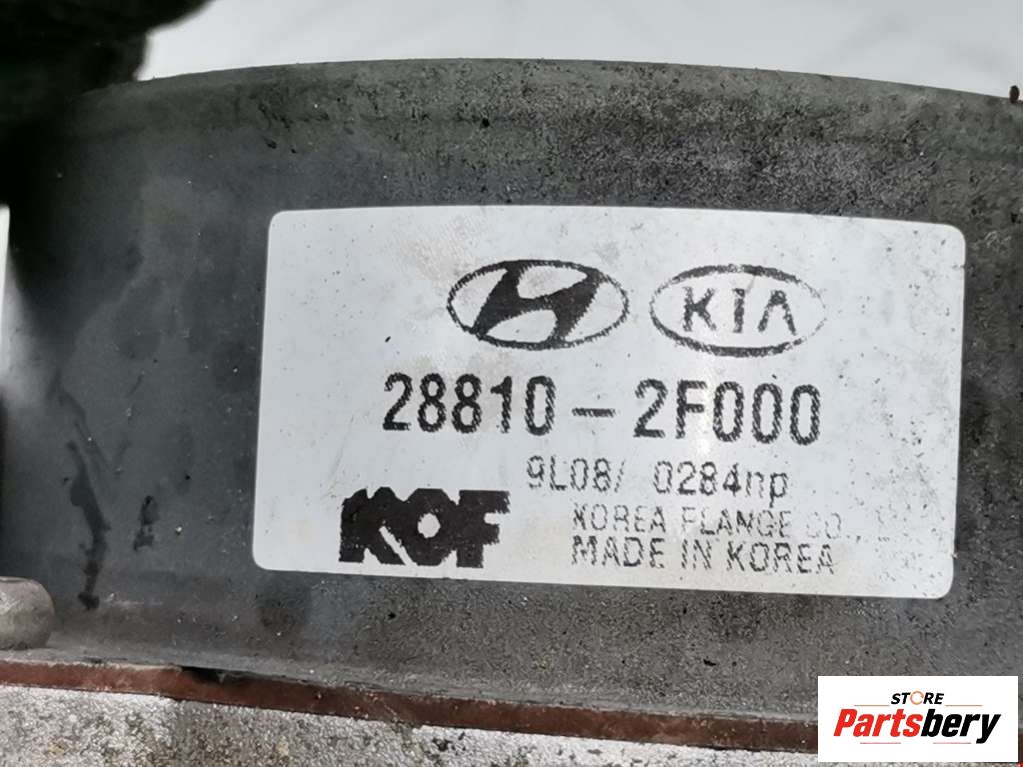 KIA
28810-2F000
9L08/ 0284np
KOF
KOREA FLANGE CO.,
MADE IN KOREA
STORE
Partsbery